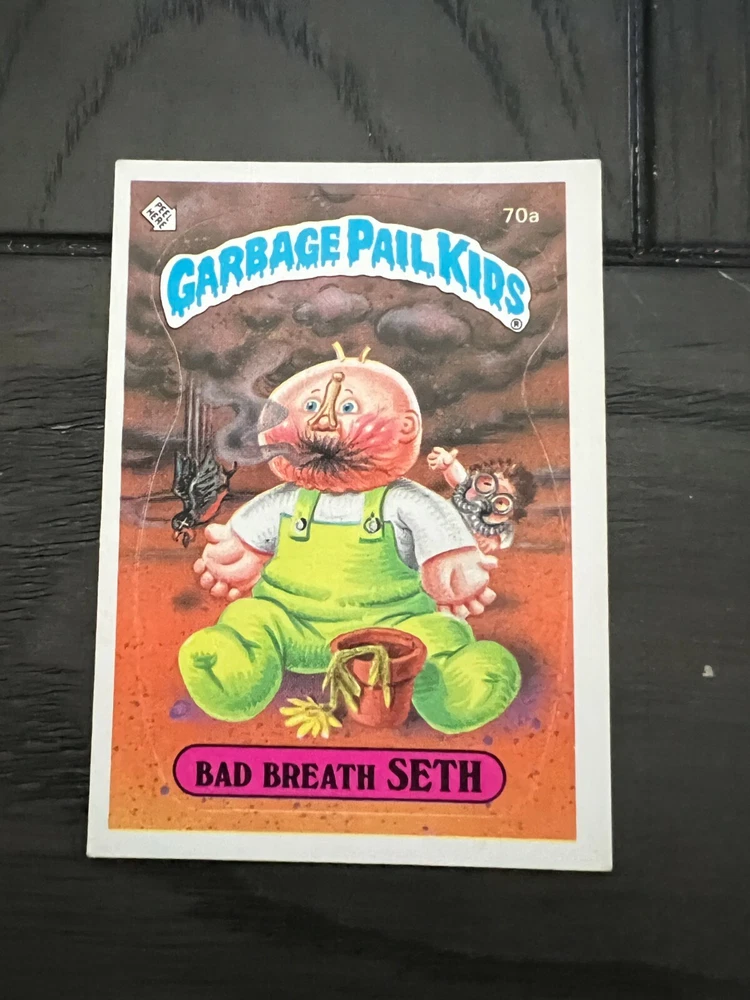 PEEL
HERE
70a
GARBAGE PAIL KIDS
®
BAD BREATH SETH